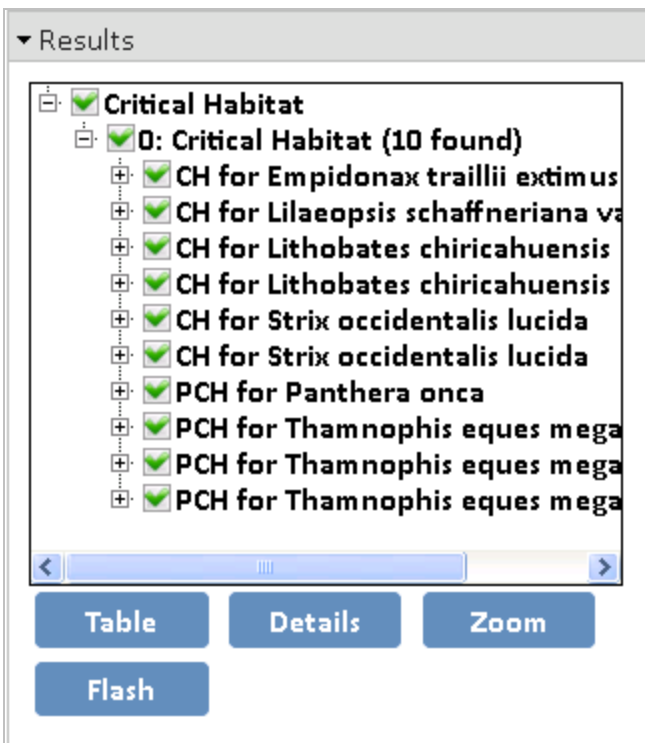 Results
Critical Habitat
0: Critical Habitat (10 found)
CH for Empidonax traillii extimus
CH for Lilaeopsis schaffneriana va
CH for Lithobates chiricahuensis
CH for Lithobates chiricahuensis
CH for Strix occidentalis lucida
CH for Strix occidentalis lucida
PCH for Panthera onca
PCH for Thamnophis eques mega
PCH for Thamnophis eques mega
PCH for Thamnophis eques mega
Table Details Zoom
Flash